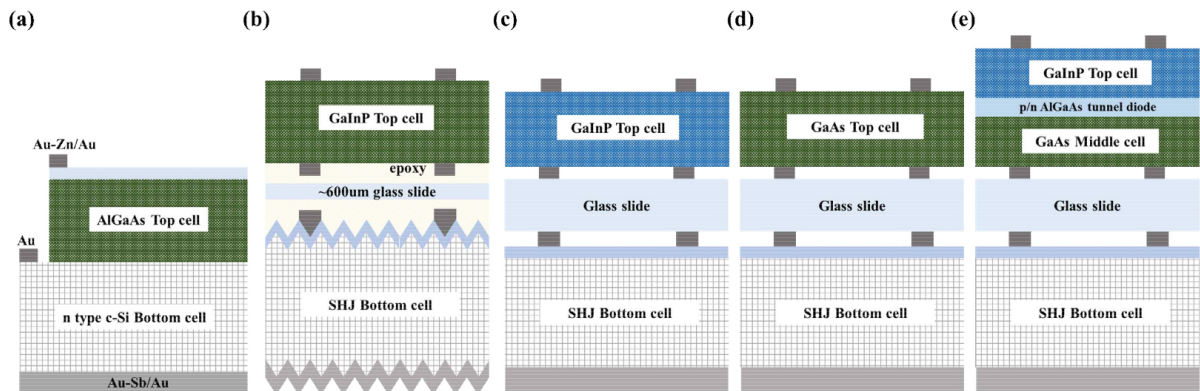 (a)
Au-Zn/Au
AlGaAs Top cell
Au
n type c-Si Bottom cell
Au-Sb/Au
(b)
GaInP Top cell
epoxy
~600um glass slide
SHJ Bottom cell
(c)
GaInP Top cell
Glass slide
SHJ Bottom cell
(d)
GaAs Top cell
Glass slide
SHJ Bottom cell
(e)
GaInP Top cell
p/n AlGaAs tunnel diode
GaAs Middle cell
Glass slide
SHJ Bottom cell